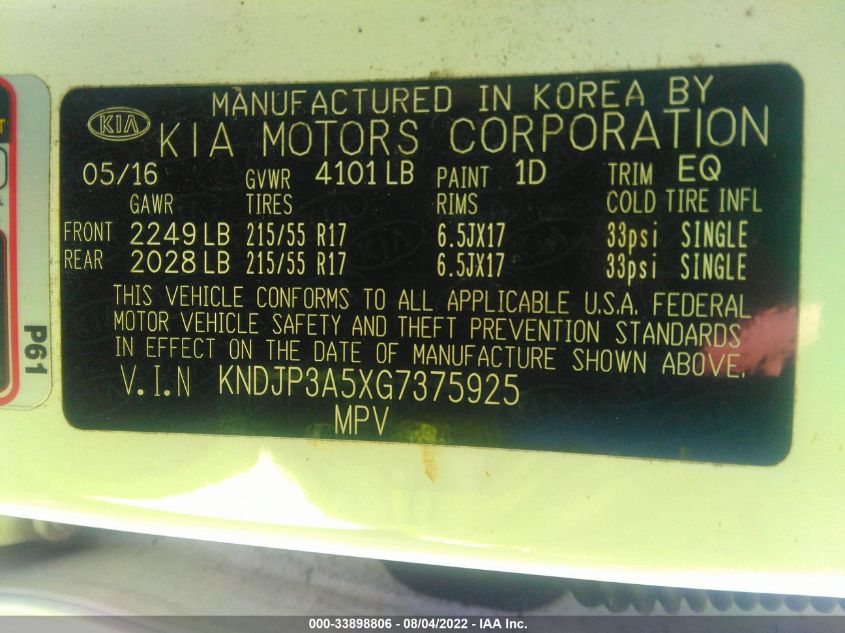 MANUFACTURED IN KOREA BY
KIA KIA MOTORS CORPORATION
05/16 GVWR 4101 LB PAINT 1D TRIM EQ
GAWR TIRES RIMS COLD TIRE INFL
FRONT 2249 LB 215/55 R17 6.5JX17 33psi SINGLE
REAR 2028 LB 215/55 R17 6.5JX17 33psi SINGLE
THIS VEHICLE CONFORMS TO ALL APPLICABLE U.S.A. FEDERAL
MOTOR VEHICLE SAFETY AND THEFT PREVENTION STANDARDS
IN EFFECT ON THE DATE OF MANUFACTURE SHOWN ABOVE.
V.I.N KNDJP3A5XG7375925
MPV
P61
000-33898806 - 08/04/2022 - IAA Inc.